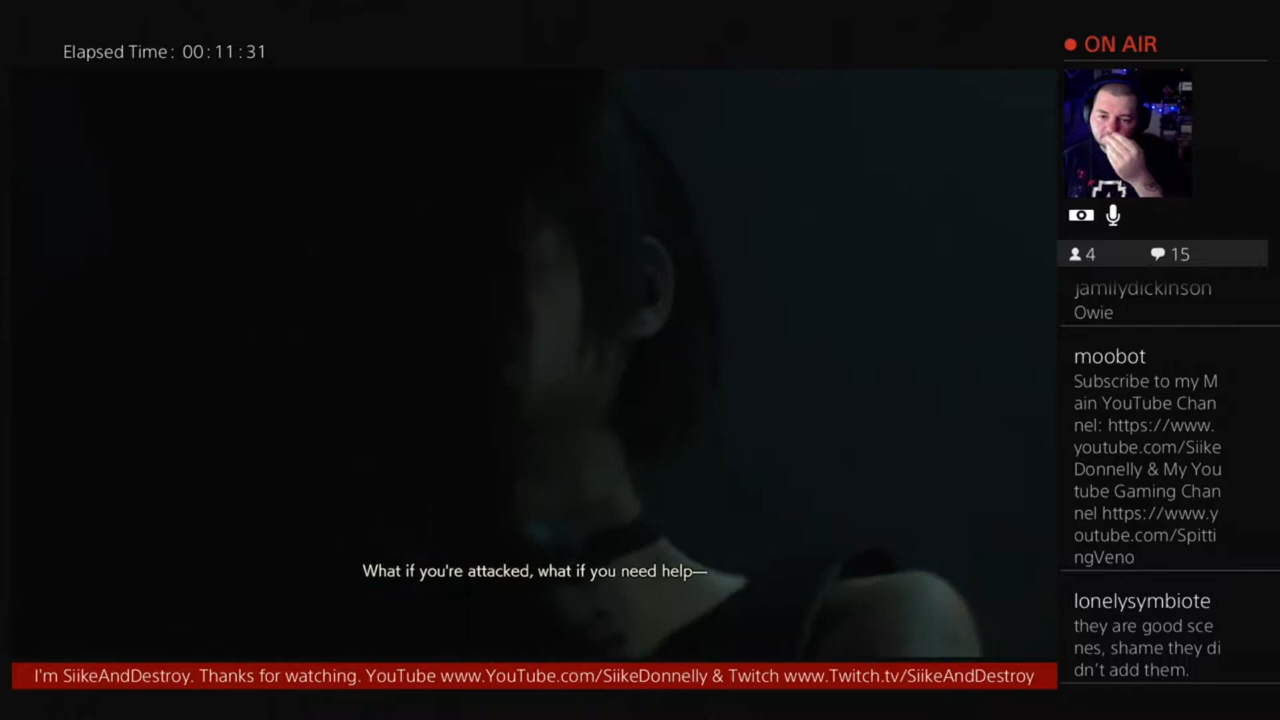 Elapsed Time: 00:11:31
ON AIR
4
15
jamilydickinson
Owie
moobot
Subscribe to my M
ain YouTube Chan
nel: https://www.
youtube.com/Siike
Donnelly & My You
tube Gaming Chan
nel https://www.y
outube.com/Spitti
ngVeno
lonelysymbiote
they are good sce
nes, shame they di
dn't add them.
What if you're attacked, what if you need help—
I'm SiikeAndDestroy. Thanks for watching. YouTube www.YouTube.com/SiikeDonnelly & Twitch www.Twitch.tv/SiikeAndDestroy